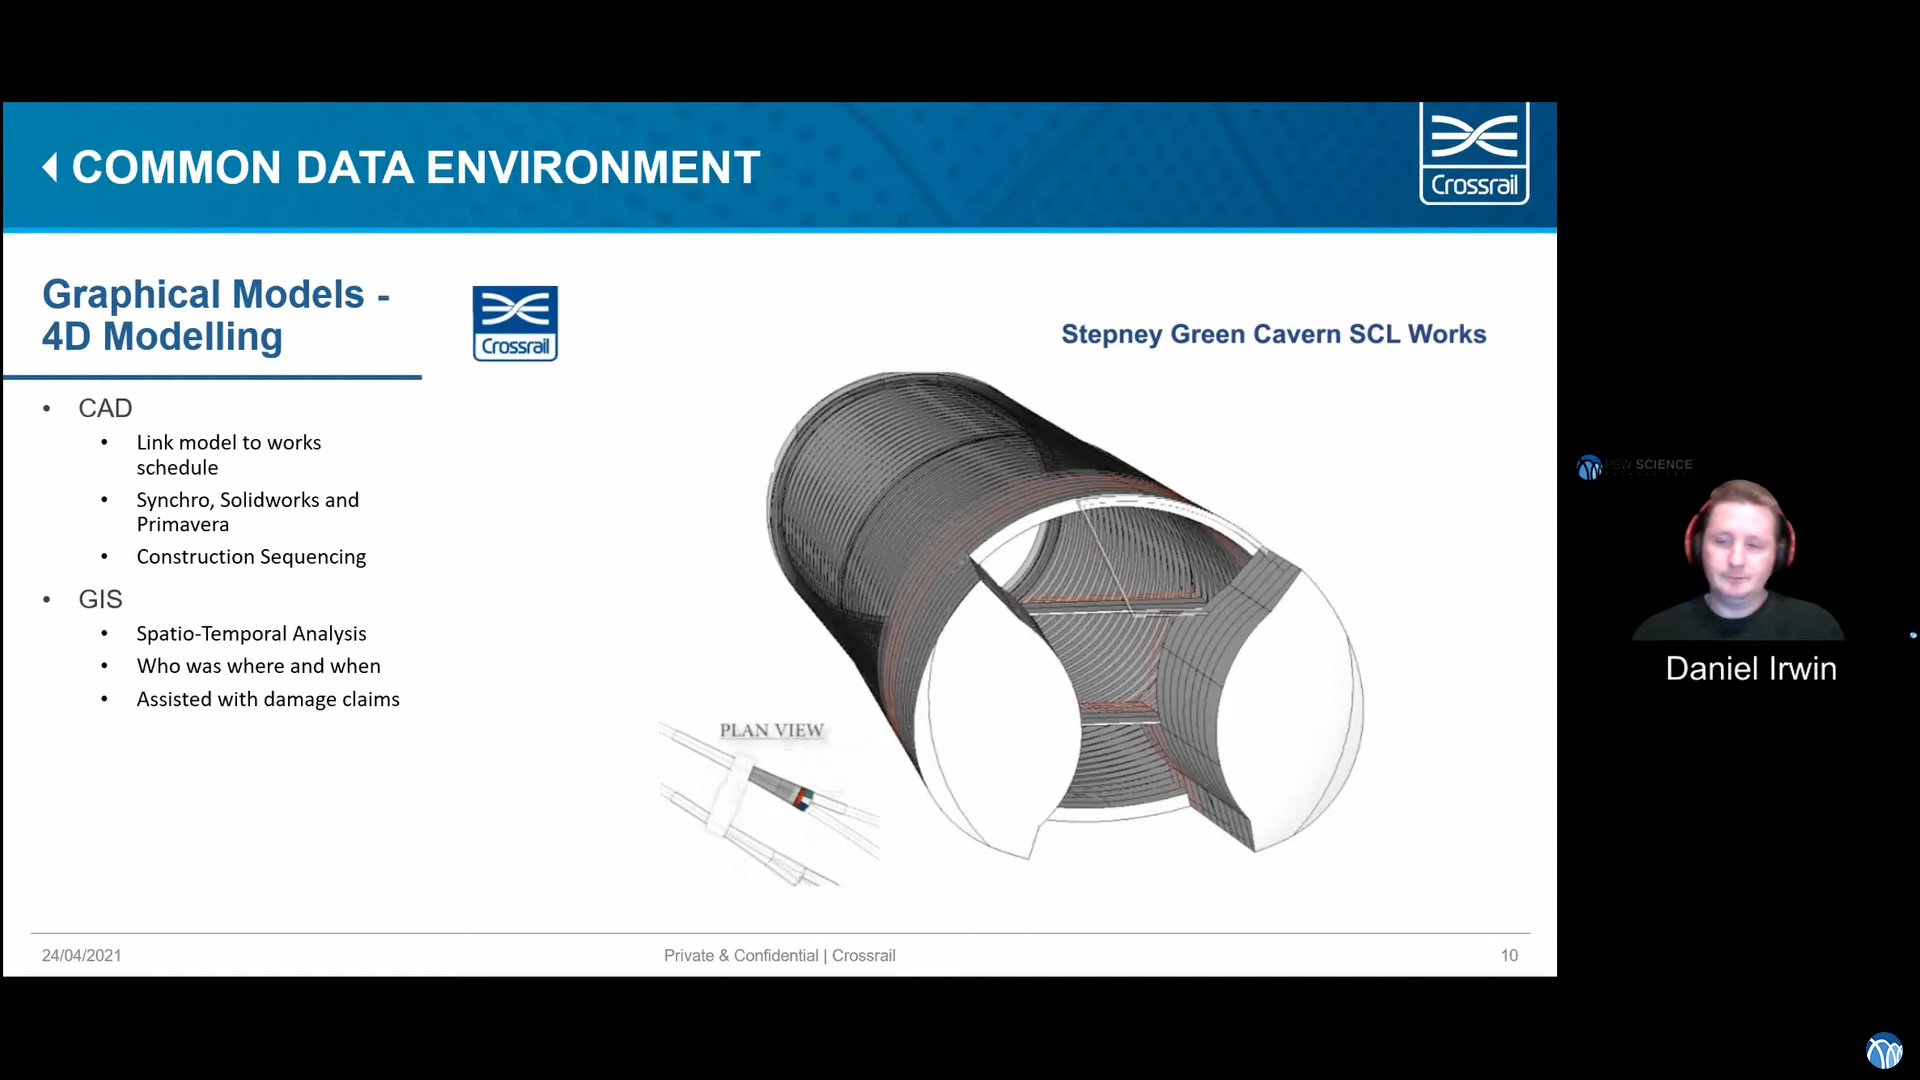 COMMON DATA ENVIRONMENT
Crossrail
Graphical Models -
4D Modelling
Crossrail
Stepney Green Cavern SCL Works
• CAD
• Link model to works
schedule
• Synchro, Solidworks and
Primavera
• Construction Sequencing
• GIS
• Spatio-Temporal Analysis
• Who was where and when
• Assisted with damage claims
PLAN VIEW
PSW SCIENCE
Daniel Irwin
24/04/2021
Private & Confidential | Crossrail
10